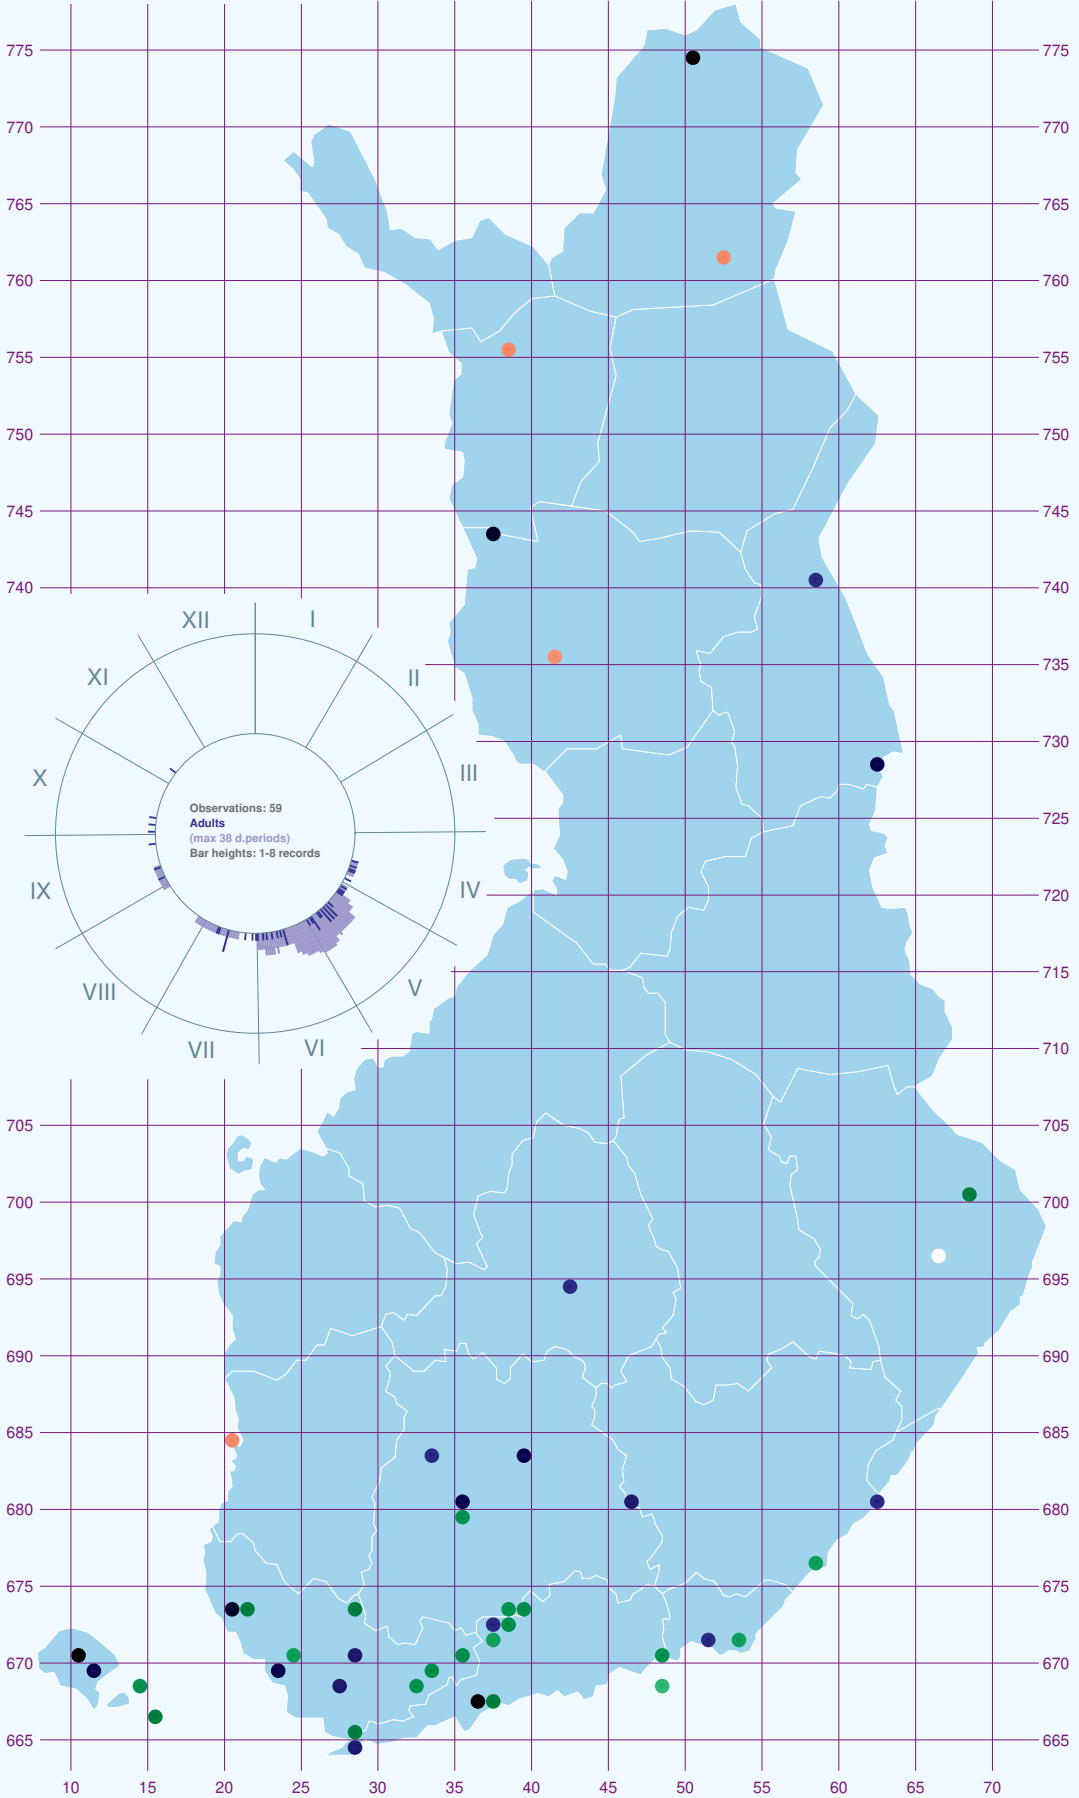 775 775
770 770
765 765
760 760
755 755
750 750
745 745
740 740
XII I
XI II
735 735
730 730
X III
Observations: 59
Adults
(max 38 d.periods)
Bar heights: 1-8 records
725 725
IX IV
720 720
VIII V
715 715
VII VI
710 710
705 705
700 700
695 695
690 690
685 685
680 680
675 675
670 670
665 665
10 15 20 25 30 35 40 45 50 55 60 65 70